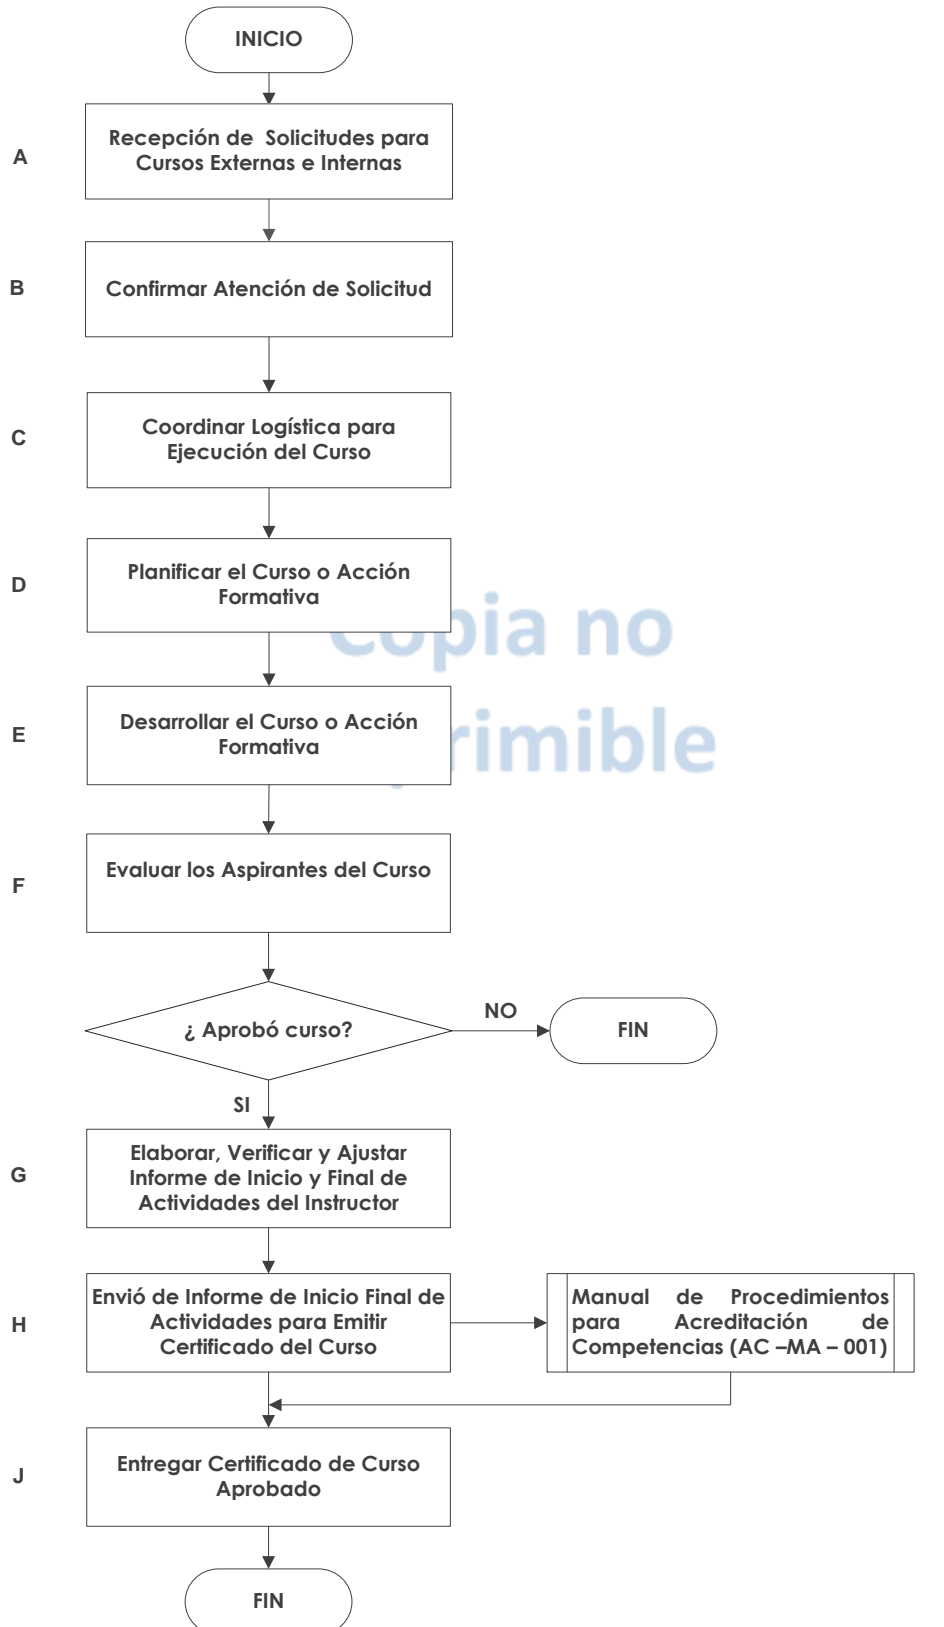 INICIO
A
Recepción de Solicitudes para
Cursos Externas e Internas
B
Confirmar Atención de Solicitud
C
Coordinar Logística para
Ejecución del Curso
D
Planificar el Curso o Acción
Formativa
Copia no
E
Desarrollar el Curso o Acción
Formativa
rimible
F
Evaluar los Aspirantes del Curso
¿ Aprobó curso?
NO
FIN
SI
G
Elaborar, Verificar y Ajustar
Informe de Inicio y Final de
Actividades del Instructor
H
Envió de Informe de Inicio Final de
Actividades para Emitir
Certificado del Curso
Manual de Procedimientos
para Acreditación de
Competencias (AC –MA – 001)
J
Entregar Certificado de Curso
Aprobado
FIN